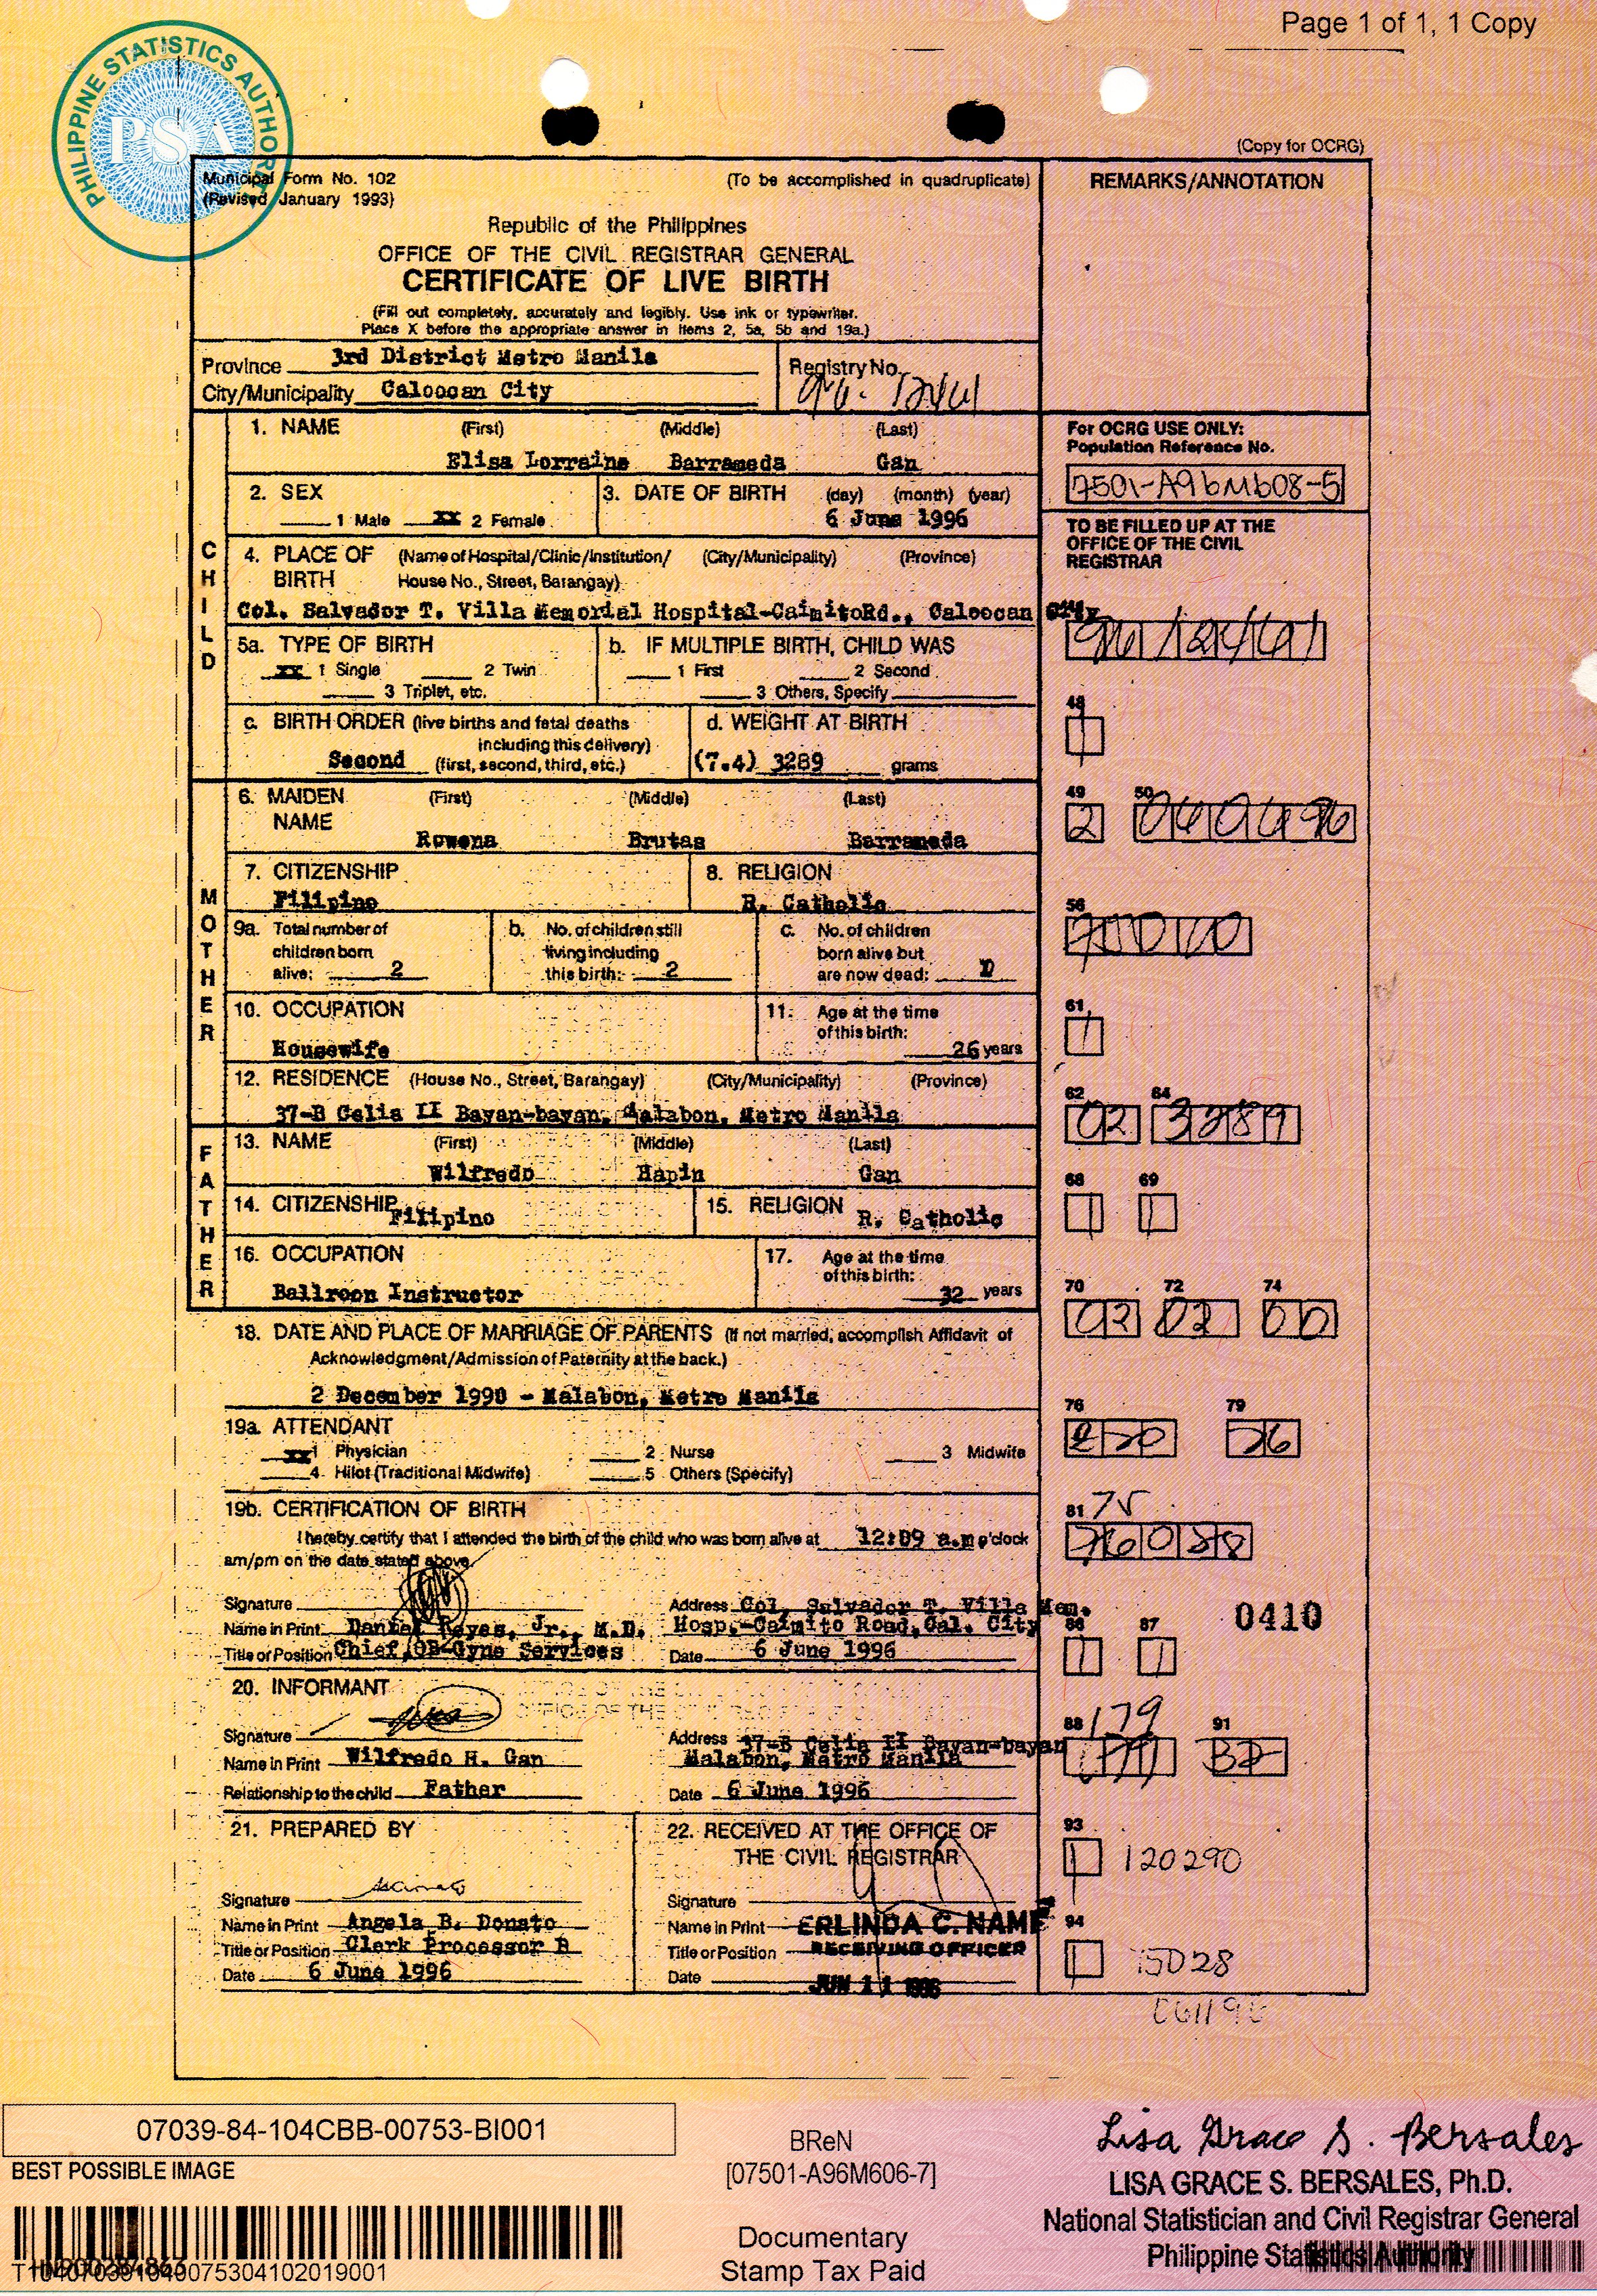 Page 1 of 1, 1 Copy
PHILIPPINE STATISTICS AUTHORITY
PSA
(Copy for OCRG)
Municipal Form No. 102
(Revised January 1993)
(To be accomplished in quadruplicate)
REMARKS/ANNOTATION
Republic of the Philippines
OFFICE OF THE CIVIL REGISTRAR GENERAL
CERTIFICATE OF LIVE BIRTH
(Fill out completely, accurately and legibly. Use ink or typewriter.
Place X before the appropriate answer in items 2, 5a, 5b and 19a.)
Province 3rd District Metro Manila
City/Municipality Caloocan City
Registry No.
CHILD
1. NAME (First) (Middle) (Last)
Elisa Lorraine Barrameda Gan
For OCRG USE ONLY:
Population Reference No.
7501-A96M608-5
2. SEX
1 Male XX 2 Female
3. DATE OF BIRTH (day) (month) (year)
6 June 1996
TO BE FILLED UP AT THE
OFFICE OF THE CIVIL
REGISTRAR
4. PLACE OF BIRTH (Name of Hospital/Clinic/Institution/ House No., Street, Barangay) (City/Municipality) (Province)
Col. Salvador T. Villa Memorial Hospital-CaimitoRd., Caloocan City
5a. TYPE OF BIRTH
XX 1 Single 2 Twin
3 Triplet, etc.
b. IF MULTIPLE BIRTH, CHILD WAS
1 First 2 Second
3 Others, Specify
c. BIRTH ORDER (live births and fetal deaths
including this delivery)
Second (first, second, third, etc.)
d. WEIGHT AT BIRTH
(7.4) 3289 grams
48
1
MOTHER
6. MAIDEN NAME (First) (Middle) (Last)
Rowena Brutas Barrameda
49 50
2 060696
7. CITIZENSHIP
Filipino
8. RELIGION
R. Catholic
9a. Total number of
children born
alive: 2
b. No. of children still
living including
this birth: 2
c. No. of children
born alive but
are now dead:
56
10. OCCUPATION
Housewife
11. Age at the time
of this birth:
26 years
61
1
12. RESIDENCE (House No., Street, Barangay) (City/Municipality) (Province)
37-B Celia II Bayan-bayan, Malabon, Metro Manila
62 64
02 3289
FATHER
13. NAME (First) (Middle) (Last)
Wilfredo Hapin Gan
14. CITIZENSHIP Filipino
15. RELIGION R. Catholic
68 69
1 1
16. OCCUPATION
Ballroon Instructor
17. Age at the time
of this birth:
32 years
70 72 74
02 02 00
18. DATE AND PLACE OF MARRIAGE OF PARENTS (If not married, accomplish Affidavit of
Acknowledgment/Admission of Paternity at the back.)
2 December 1990 - Malabon, Metro Manila
19a. ATTENDANT
XX 1 Physician 2 Nurse 3 Midwife
4 Hilot (Traditional Midwife) 5 Others (Specify)
76 79
220 26
19b. CERTIFICATION OF BIRTH
I hereby certify that I attended the birth of the child who was born alive at 12:09 a.m o'clock
am/pm on the date stated above.
81 75
Signature
Name in Print Daniel Reyes, Jr., M.D.
Title or Position Chief, OB-Gyne Services
Address Col. Salvador T. Villa Mem.
Hosp.-Caimito Road, Cal. City
Date 6 June 1996
0410
86 87
1 1
20. INFORMANT
Signature
Name in Print Wilfredo H. Gan
Relationship to the child Father
OFFICE OF THE CIVIL
Address 37-B Celia II Bayan-bayan
Malabon, Metro Manila
Date 6 June 1996
88 179 91
21. PREPARED BY
Signature
Name in Print Angela B. Donato
Title or Position Clerk Processor B
Date 6 June 1996
22. RECEIVED AT THE OFFICE OF
THE CIVIL REGISTRAR
Signature
Name in Print ERLINDA C. NAME
Title or Position RECEIVING OFFICER
Date JUN 11 1996
93
1 120290
94
1 15028
061196
07039-84-104CBB-00753-BI001
BEST POSSIBLE IMAGE
BReN
[07501-A96M606-7]
Documentary
Stamp Tax Paid
Lisa Grace S. Bersales
LISA GRACE S. BERSALES, Ph.D.
National Statistician and Civil Registrar General
Philippine Statistics Authority